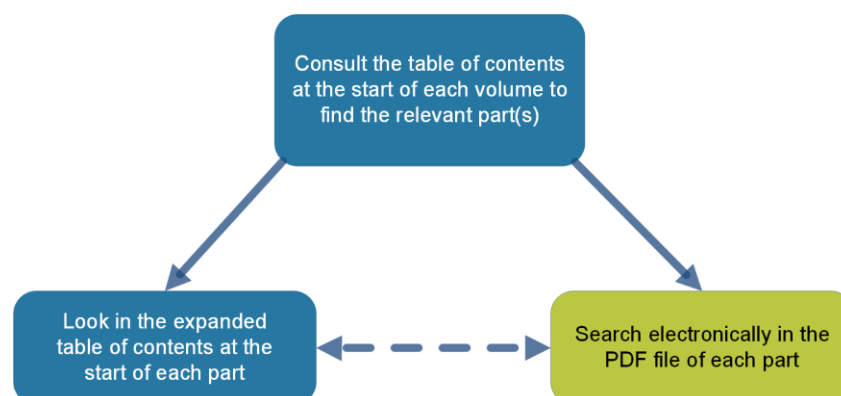 Consult the table of contents
at the start of each volume to
find the relevant part(s)
Look in the expanded
table of contents at the
start of each part
Search electronically in the
PDF file of each part